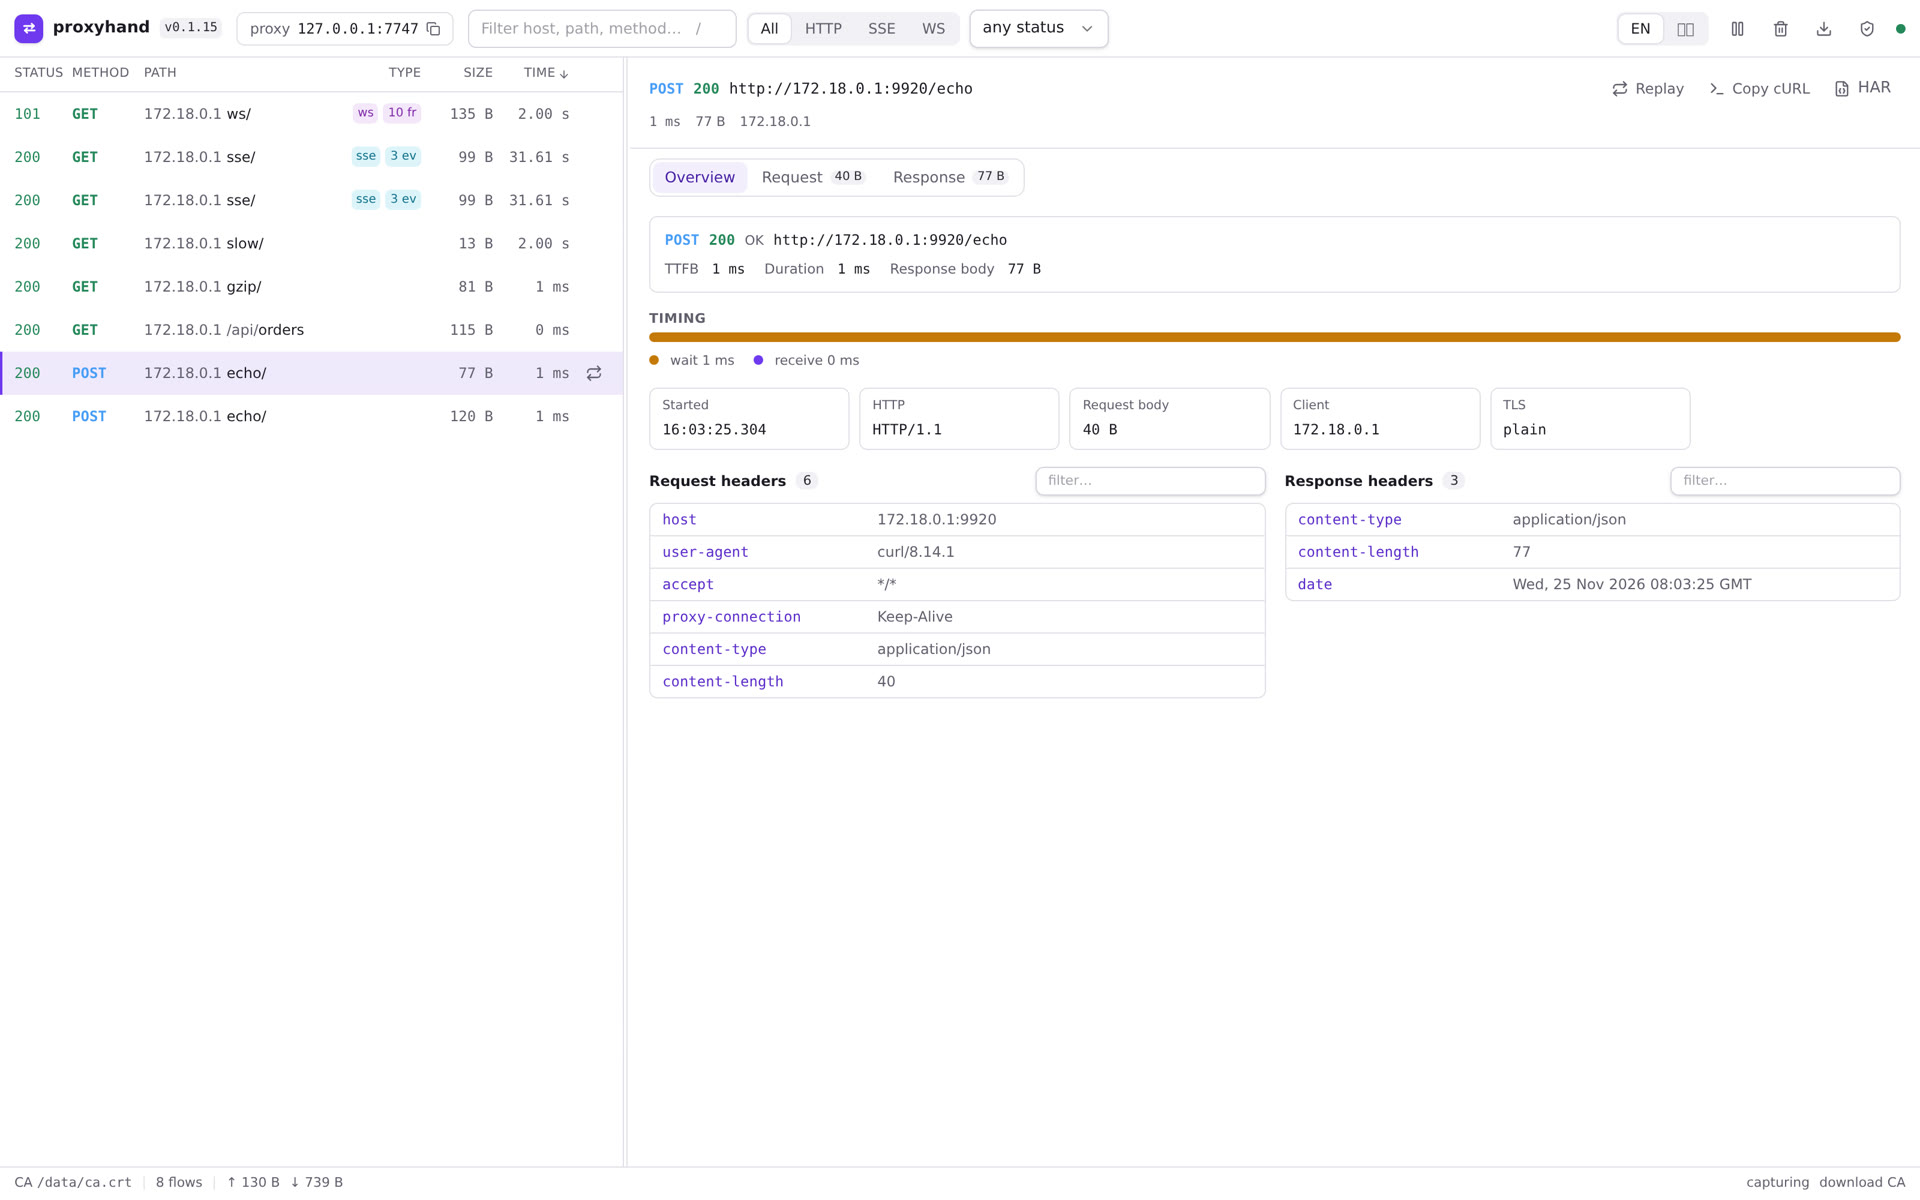 proxyhand v0.1.15 proxy 127.0.0.1:7747 Filter host, path, method... / All HTTP SSE WS any status EN
STATUS METHOD PATH TYPE SIZE TIME ↓
101 GET 172.18.0.1 ws/ ws 10 fr 135 B 2.00 s
200 GET 172.18.0.1 sse/ sse 3 ev 99 B 31.61 s
200 GET 172.18.0.1 sse/ sse 3 ev 99 B 31.61 s
200 GET 172.18.0.1 slow/ 13 B 2.00 s
200 GET 172.18.0.1 gzip/ 81 B 1 ms
200 GET 172.18.0.1 /api/orders 115 B 0 ms
200 POST 172.18.0.1 echo/ 77 B 1 ms
200 POST 172.18.0.1 echo/ 120 B 1 ms
POST 200 http://172.18.0.1:9920/echo Replay Copy cURL HAR
1 ms 77 B 172.18.0.1
Overview Request 40 B Response 77 B
POST 200 OK http://172.18.0.1:9920/echo
TTFB 1 ms Duration 1 ms Response body 77 B
TIMING
wait 1 ms receive 0 ms
Started HTTP Request body Client TLS
16:03:25.304 HTTP/1.1 40 B 172.18.0.1 plain
Request headers 6 filter...
host 172.18.0.1:9920
user-agent curl/8.14.1
accept */*
proxy-connection Keep-Alive
content-type application/json
content-length 40
Response headers 3 filter...
content-type application/json
content-length 77
date Wed, 25 Nov 2026 08:03:25 GMT
CA /data/ca.crt 8 flows ↑ 130 B ↓ 739 B capturing download CA